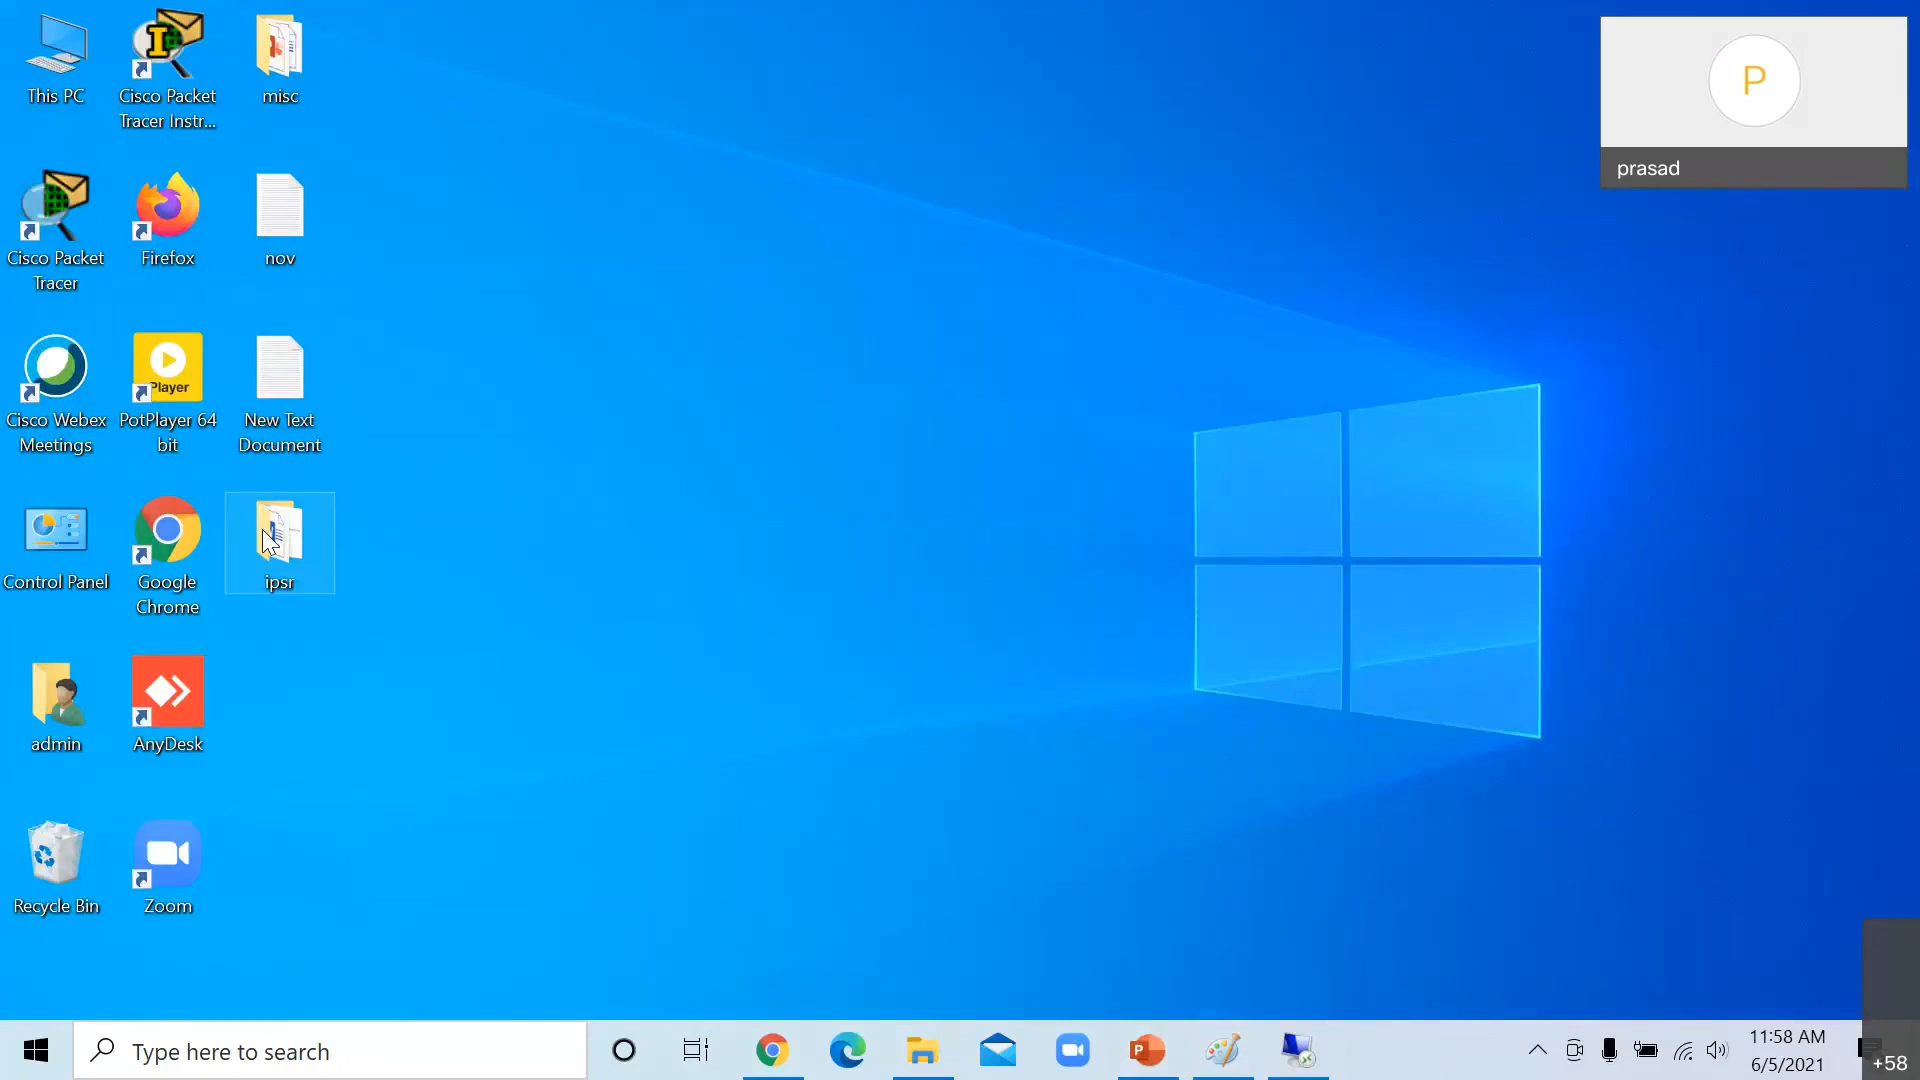 This PC
Cisco Packet
Tracer Instr...
misc
Cisco Packet
Tracer
Firefox
nov
Cisco Webex
Meetings
Player
PotPlayer 64
bit
New Text
Document
Control Panel
Google
Chrome
ipsr
admin
AnyDesk
Recycle Bin
Zoom
P
prasad
Type here to search
11:58 AM
6/5/2021
+58